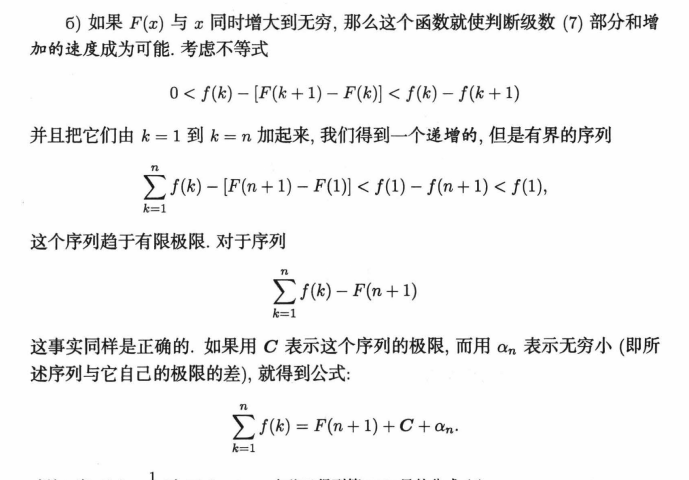 б) 如果 F(x) 与 x 同时增大到无穷, 那么这个函数就使判断级数 (7) 部分和增
加的速度成为可能. 考虑不等式
0 < f(k) − [F(k + 1) − F(k)] < f(k) − f(k + 1)
并且把它们由 k = 1 到 k = n 加起来, 我们得到一个递增的, 但是有界的序列
∑_{k=1}^{n} f(k) − [F(n + 1) − F(1)] < f(1) − f(n + 1) < f(1),
这个序列趋于有限极限. 对于序列
∑_{k=1}^{n} f(k) − F(n + 1)
这事实同样是正确的. 如果用 C 表示这个序列的极限, 而用 αₙ 表示无穷小 (即所
述序列与它自己的极限的差), 就得到公式:
∑_{k=1}^{n} f(k) = F(n + 1) + C + αₙ.